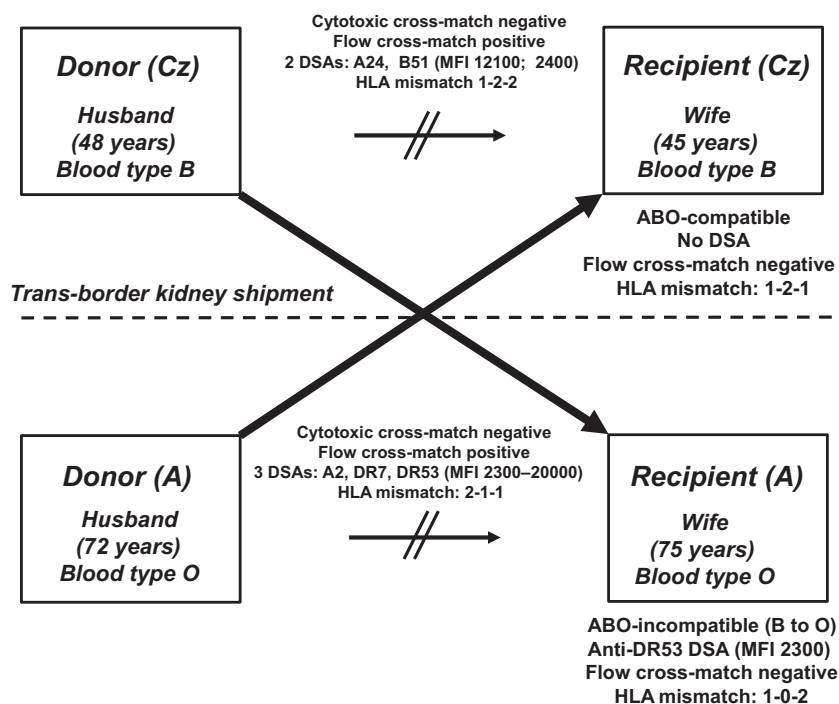 Cytotoxic cross-match negative
Flow cross-match positive
2 DSAs: A24, B51 (MFI 12100; 2400)
HLA mismatch 1-2-2
Donor (Cz)
Husband
(48 years)
Blood type B
Recipient (Cz)
Wife
(45 years)
Blood type B
ABO-compatible
No DSA
Flow cross-match negative
HLA mismatch: 1-2-1
Trans-border kidney shipment
Cytotoxic cross-match negative
Flow cross-match positive
3 DSAs: A2, DR7, DR53 (MFI 2300–20000)
HLA mismatch: 2-1-1
Donor (A)
Husband
(72 years)
Blood type O
Recipient (A)
Wife
(75 years)
Blood type O
ABO-incompatible (B to O)
Anti-DR53 DSA (MFI 2300)
Flow cross-match negative
HLA mismatch: 1-0-2